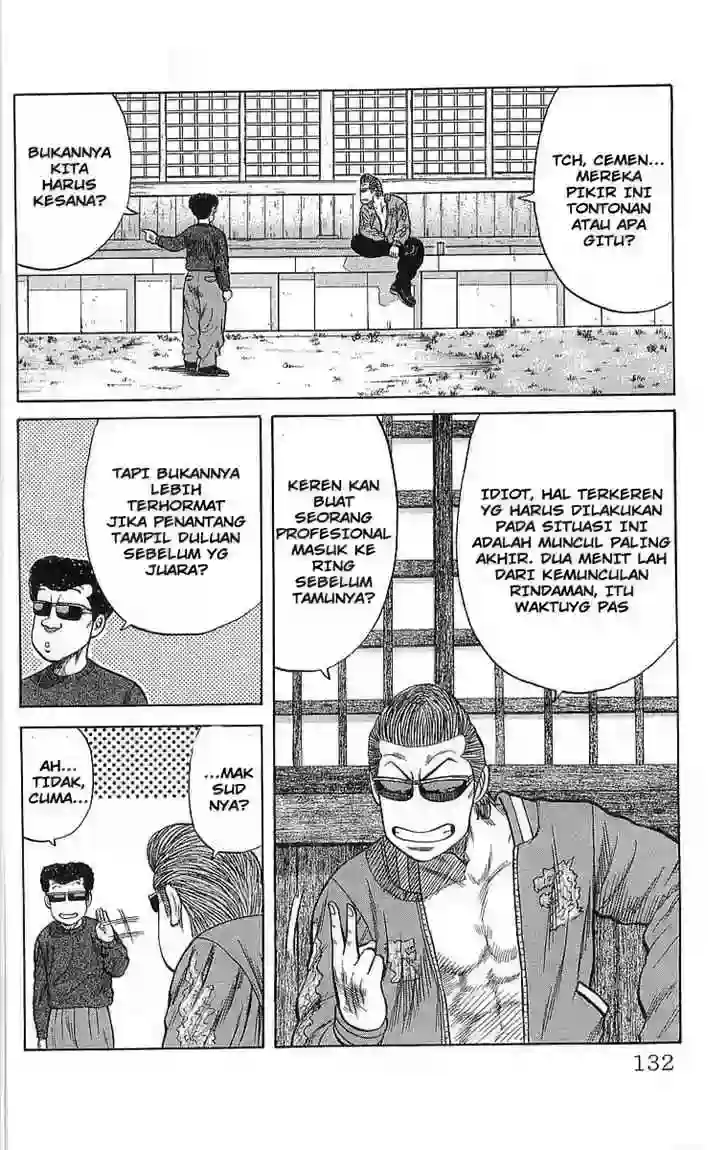 TCH, CEMEN...
MEREKA
PIKIR INI
TONTONAN
ATAU APA
GITU?
BUKANNYA
KITA
HARUS
KESANA?
IDIOT, HAL TERKEREN
YG HARUS DILAKUKAN
PADA SITUASI INI
ADALAH MUNCUL PALING
AKHIR. DUA MENIT LAH
DARI KEMUNCULAN
RINDAMAN, ITU
WAKTUYG PAS
KEREN KAN
BUAT
SEORANG
PROFESIONAL
MASUK KE
RING
SEBELUM
TAMUNYA?
TAPI BUKANNYA
LEBIH
TERHORMAT
JIKA PENANTANG
TAMPIL DULUAN
SEBELUM YG
JUARA?
...MAK
SUD
NYA?
AH...
TIDAK,
CUMA...
132